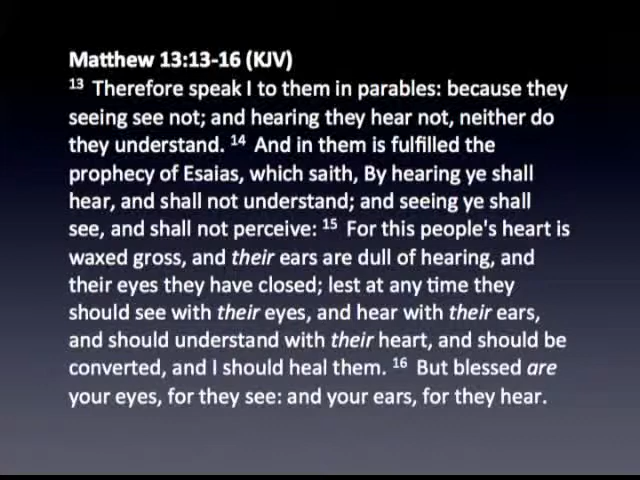 Matthew 13:13-16 (KJV)
13 Therefore speak I to them in parables: because they
seeing see not; and hearing they hear not, neither do
they understand. 14 And in them is fulfilled the
prophecy of Esaias, which saith, By hearing ye shall
hear, and shall not understand; and seeing ye shall
see, and shall not perceive: 15 For this people's heart is
waxed gross, and their ears are dull of hearing, and
their eyes they have closed; lest at any time they
should see with their eyes, and hear with their ears,
and should understand with their heart, and should be
converted, and I should heal them. 16 But blessed are
your eyes, for they see: and your ears, for they hear.